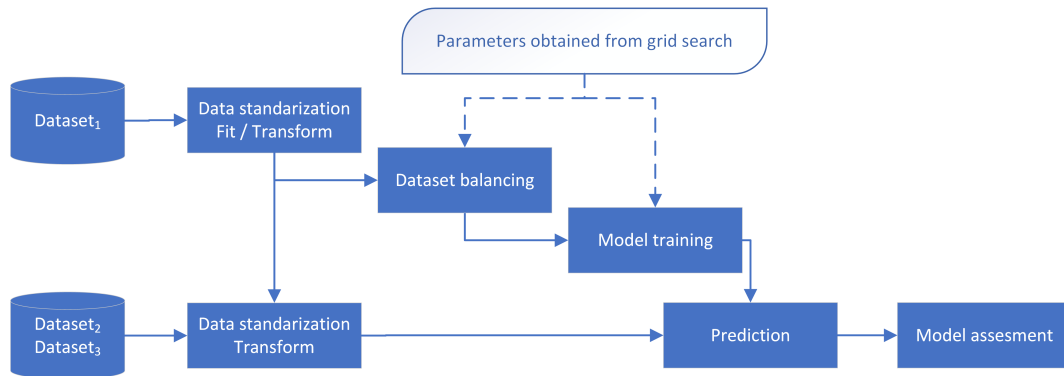 Parameters obtained from grid search
Dataset₁
Data standarization
Fit / Transform
Dataset balancing
Model training
Dataset₂
Dataset₃
Data standarization
Transform
Prediction
Model assesment